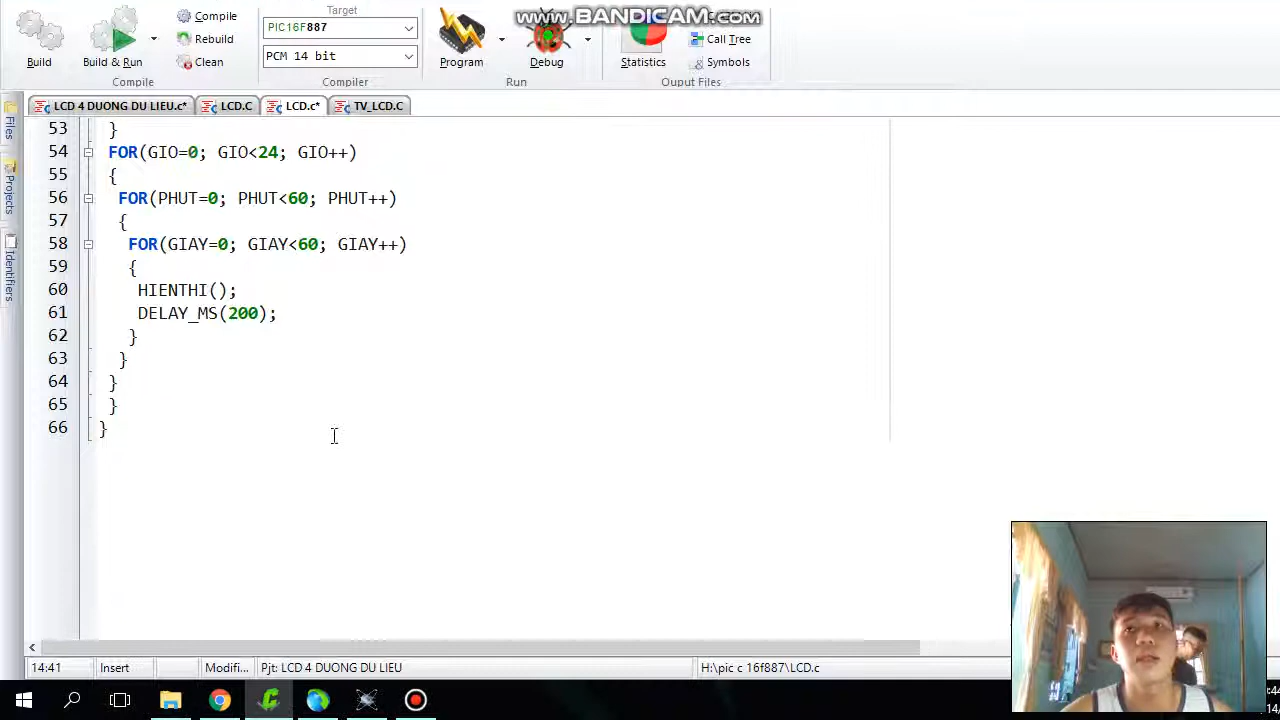 www.BANDICAM.com
Build
Build & Run
Compile
Rebuild
Clean
Compile
Target
PIC16F887
PCM 14 bit
Compiler
Program
Debug
Run
Statistics
Call Tree
Symbols
Ouput Files
LCD 4 DUONG DU LIEU.c*
LCD.C
LCD.c*
TV_LCD.C
Files
Projects
Identifiers
53 }
54 FOR(GIO=0; GIO<24; GIO++)
55 {
56 FOR(PHUT=0; PHUT<60; PHUT++)
57 {
58 FOR(GIAY=0; GIAY<60; GIAY++)
59 {
60 HIENTHI();
61 DELAY_MS(200);
62 }
63 }
64 }
65 }
66 }
14:41
Insert
Modifi...
Pjt: LCD 4 DUONG DU LIEU
H:\pic c 16f887\LCD.c